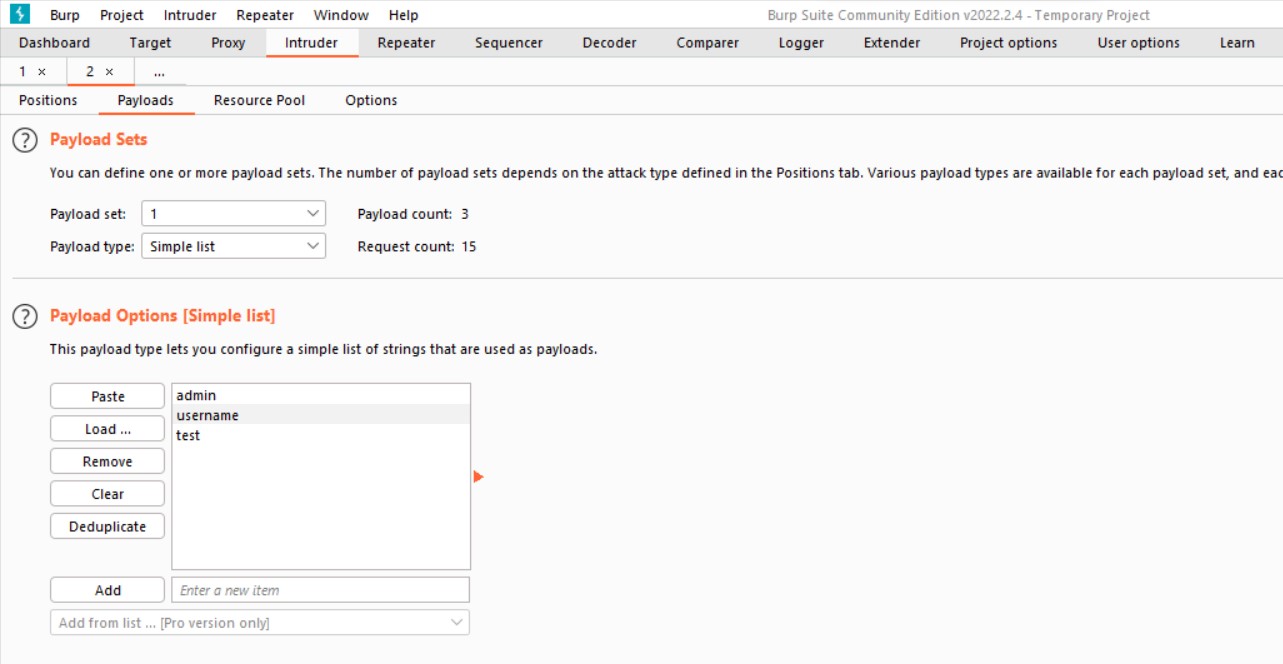 Burp Project Intruder Repeater Window Help Burp Suite Community Edition v2022.2.4 - Temporary Project
Dashboard Target Proxy Intruder Repeater Sequencer Decoder Comparer Logger Extender Project options User options Learn
1 × 2 × ...
Positions Payloads Resource Pool Options
? Payload Sets
You can define one or more payload sets. The number of payload sets depends on the attack type defined in the Positions tab. Various payload types are available for each payload set, and eac
Payload set: 1 Payload count: 3
Payload type: Simple list Request count: 15
? Payload Options [Simple list]
This payload type lets you configure a simple list of strings that are used as payloads.
Paste admin
username
Load ... test
Remove
Clear
Deduplicate
Add Enter a new item
Add from list ... [Pro version only]